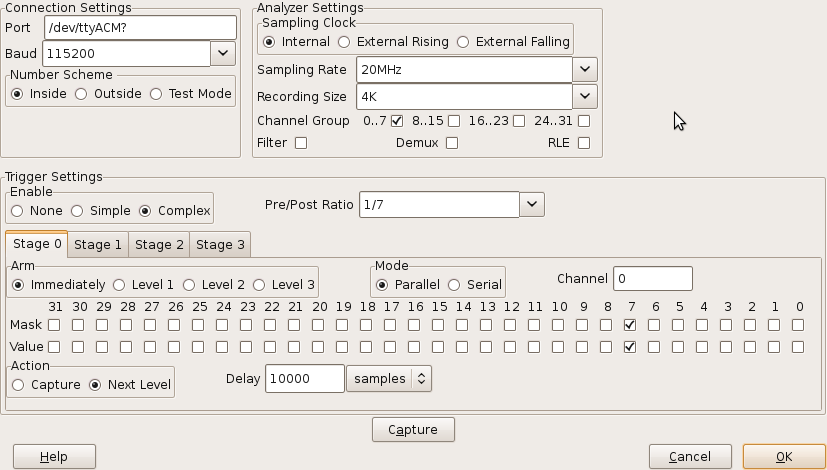 Connection Settings
Port /dev/ttyACM?
Baud 115200
Number Scheme
Inside Outside Test Mode
Analyzer Settings
Sampling Clock
Internal External Rising External Falling
Sampling Rate 20MHz
Recording Size 4K
Channel Group 0..7 8..15 16..23 24..31
Filter Demux RLE
Trigger Settings
Enable
None Simple Complex
Pre/Post Ratio 1/7
Stage 0 Stage 1 Stage 2 Stage 3
Arm
Immediately Level 1 Level 2 Level 3
Mode
Parallel Serial
Channel 0
31 30 29 28 27 26 25 24 23 22 21 20 19 18 17 16 15 14 13 12 11 10 9 8 7 6 5 4 3 2 1 0
Mask
Value
Action
Capture Next Level
Delay 10000 samples
Capture
Help Cancel OK